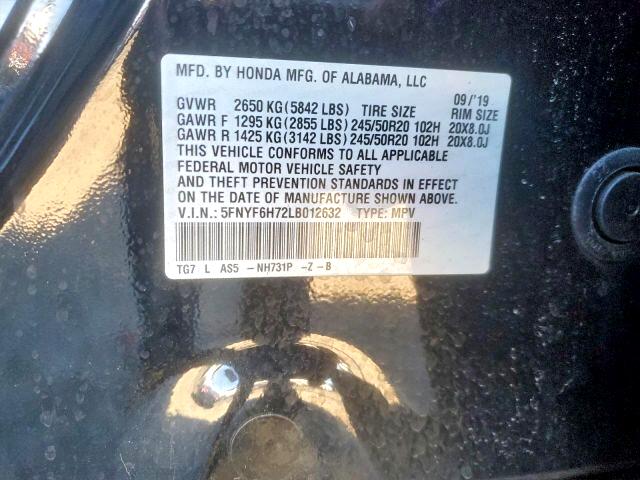 MFD. BY HONDA MFG. OF ALABAMA, LLC
09/'19
GVWR 2650 KG(5842 LBS) TIRE SIZE RIM SIZE
GAWR F 1295 KG(2855 LBS)245/50R20 102H 20X8.0J
GAWR R 1425 KG(3142 LBS)245/50R20 102H 20X8.0J
THIS VEHICLE CONFORMS TO ALL APPLICABLE
FEDERAL MOTOR VEHICLE SAFETY
AND THEFT PREVENTION STANDARDS IN EFFECT
ON THE DATE OF MANUFACTURE SHOWN ABOVE.
V.I.N.: 5FNYF6H72LB012632 TYPE: MPV
TG7 L AS5 -NH731P -Z -B